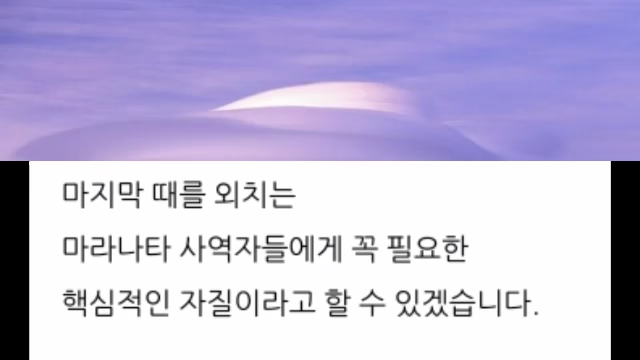 마지막 때를 외치는
마라나타 사역자들에게 꼭 필요한
핵심적인 자질이라고 할 수 있겠습니다.